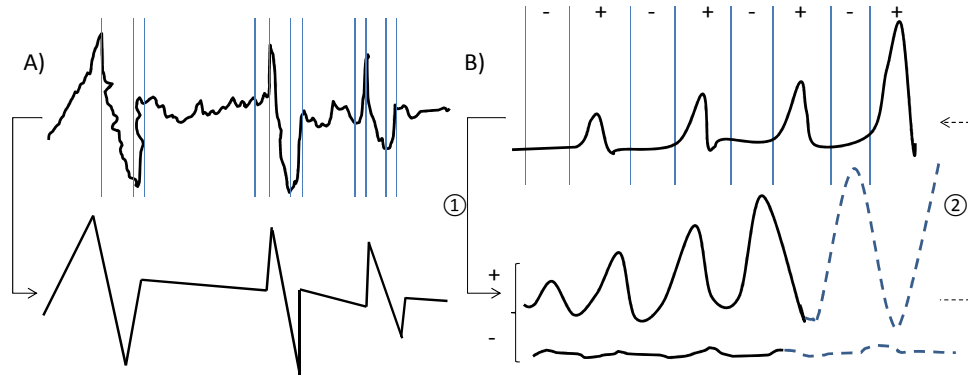 A)
B)
- + - + - + - +
①
②
+
-